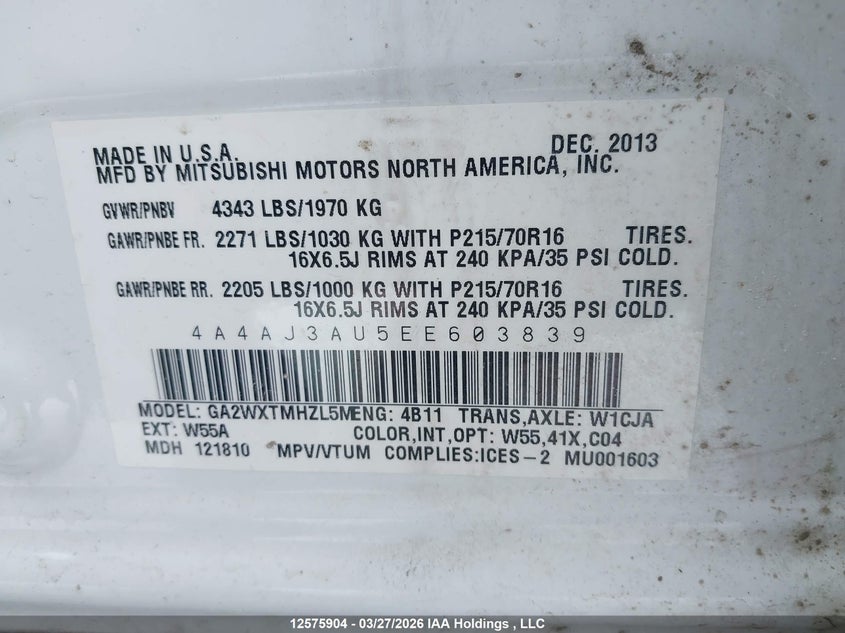 MADE IN U.S.A. DEC. 2013
MFD BY MITSUBISHI MOTORS NORTH AMERICA, INC.
GVWR/PNBV 4343 LBS/1970 KG
GAWR/PNBE FR. 2271 LBS/1030 KG WITH P215/70R16 TIRES.
16X6.5J RIMS AT 240 KPA/35 PSI COLD.
GAWR/PNBE RR. 2205 LBS/1000 KG WITH P215/70R16 TIRES.
16X6.5J RIMS AT 240 KPA/35 PSI COLD.
4A4AJ3AU5EE603839
MODEL: GA2WXTMHZL5MENG: 4B11 TRANS,AXLE: W1CJA
EXT: W55A COLOR,INT,OPT: W55,41X,C04
MDH 121810 MPV/VTUM COMPLIES:ICES-2 MU001603
12575904 - 03/27/2026 IAA Holdings , LLC